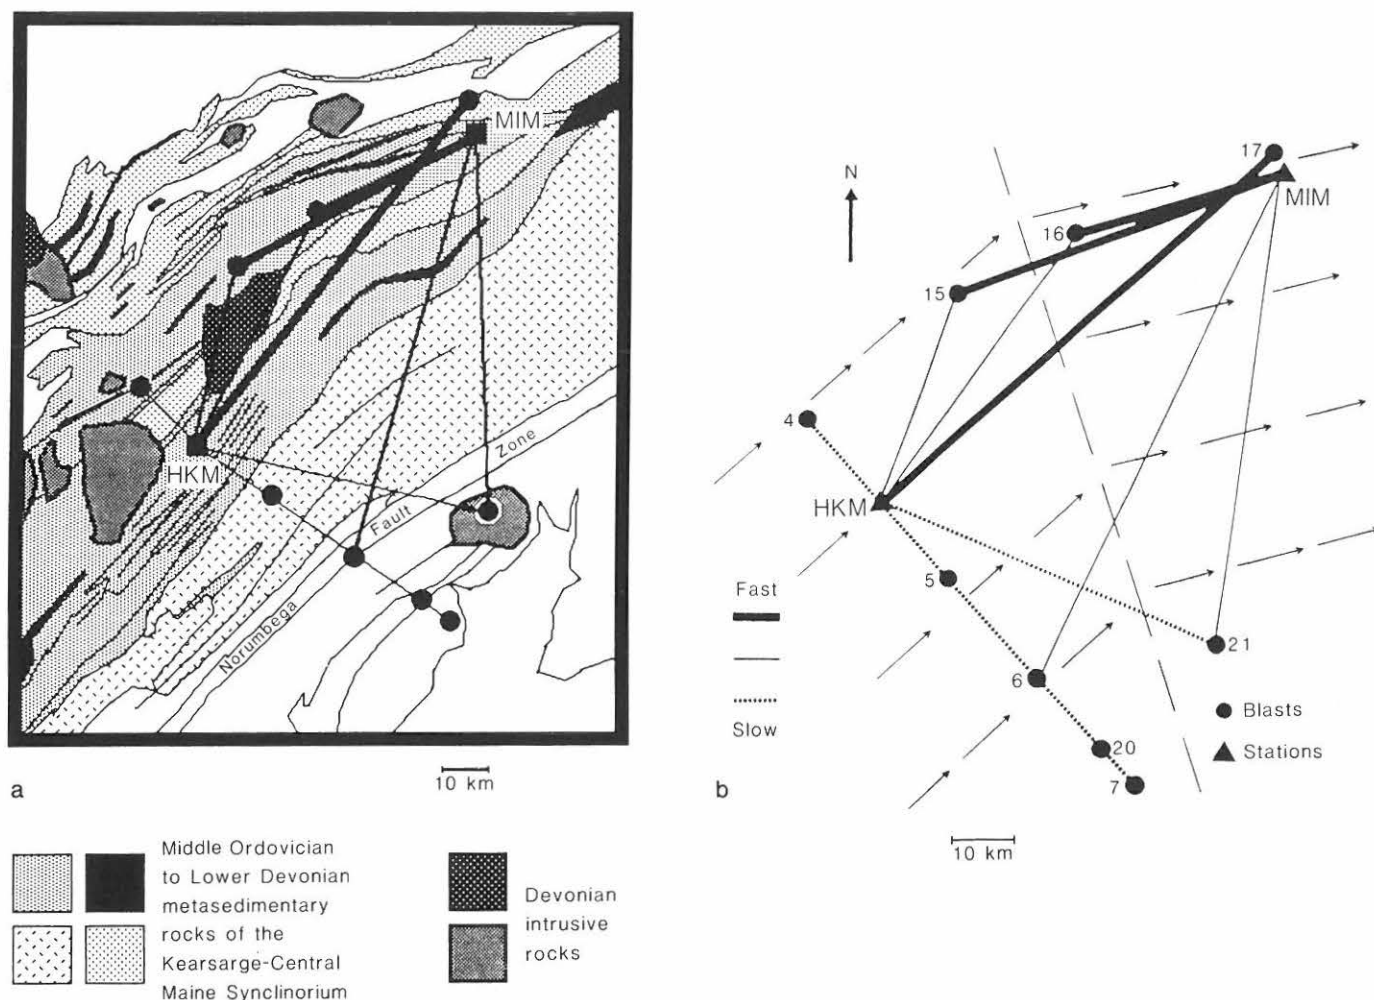 MIM
HKM
Norumbega Fault Zone
10 km
a
Middle Ordovician
to Lower Devonian
metasedimentary
rocks of the
Kearsarge-Central
Maine Synclinorium
Devonian
intrusive
rocks
N
17
MIM
16
15
4
HKM
5
Fast
Slow
6
21
20
7
Blasts
Stations
b
10 km